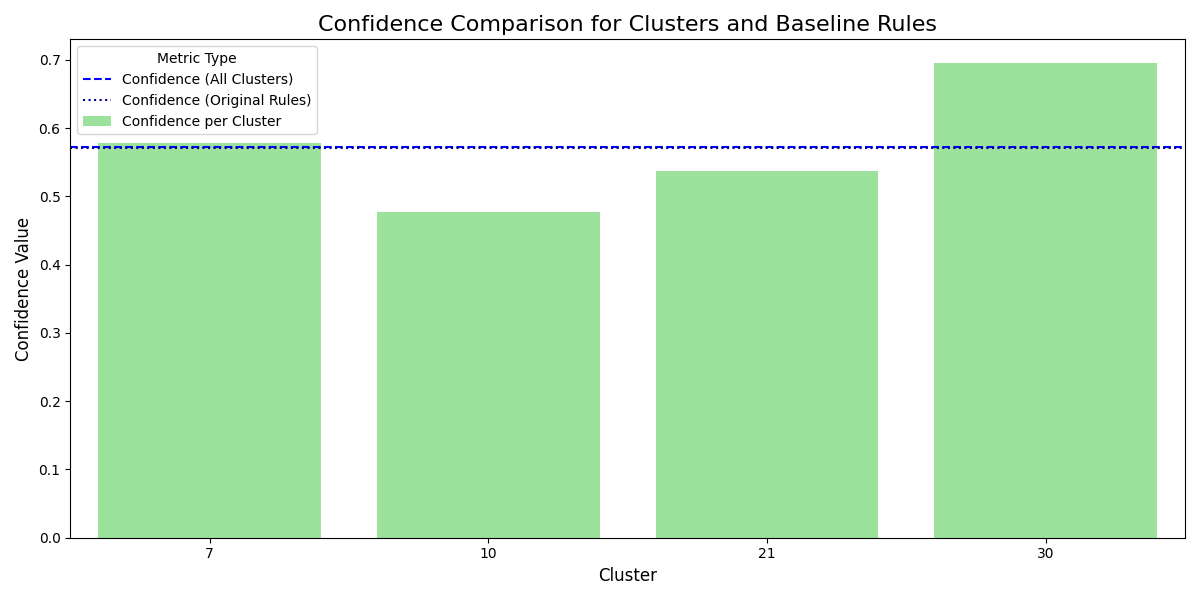 Confidence Comparison for Clusters and Baseline Rules
Metric Type
Confidence (All Clusters)
Confidence (Original Rules)
Confidence per Cluster
Confidence Value
0.7
0.6
0.5
0.4
0.3
0.2
0.1
0.0
7 10 21 30
Cluster